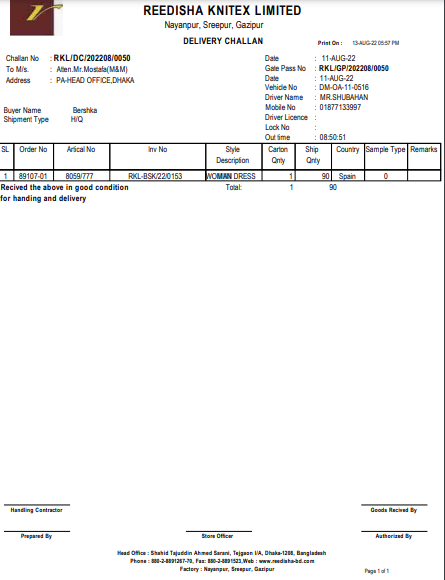 REEDISHA KNITEX LIMITED
Nayanpur, Sreepur, Gazipur
DELIVERY CHALLAN
Print On : 13-AUG-22 05:57 PM
Challan No : RKL/DC/202208/0050
To M/s. : Atten.Mr.Mostafa(M&M)
Address : PA-HEAD OFFICE,DHAKA
Buyer Name Bershka
Shipment Type H/Q
Date : 11-AUG-22
Gate Pass No : RKL/GP/202208/0050
Date : 11-AUG-22
Vehicle No : DM-OA-11-0516
Driver Name : MR.SHUBAHAN
Mobile No : 01877133997
Driver Licence :
Lock No :
Out time : 08:50:51
SL Order No Artical No Inv No Style Description Carton Qnty Ship Qnty Country Sample Type Remarks
1 89107-01 8059/777 RKL-BSK/22/0153 DRESS 1 90 Spain 0
Recived the above in good condition Total: 1 90
for handing and delivery
Handling Contractor Goods Recived By
Prepared By Store Officer Authorized By
Head Office : Shahid Tajuddin Ahmed Sarani, Tejgaon I/A, Dhaka-1208, Bangladesh
Phone : 880-2-8891267-70, Fax: 880-2-8891523,Web : www.reedisha-bd.com
Factory : Nayanpur, Sreepur, Gazipur
Page 1 of 1